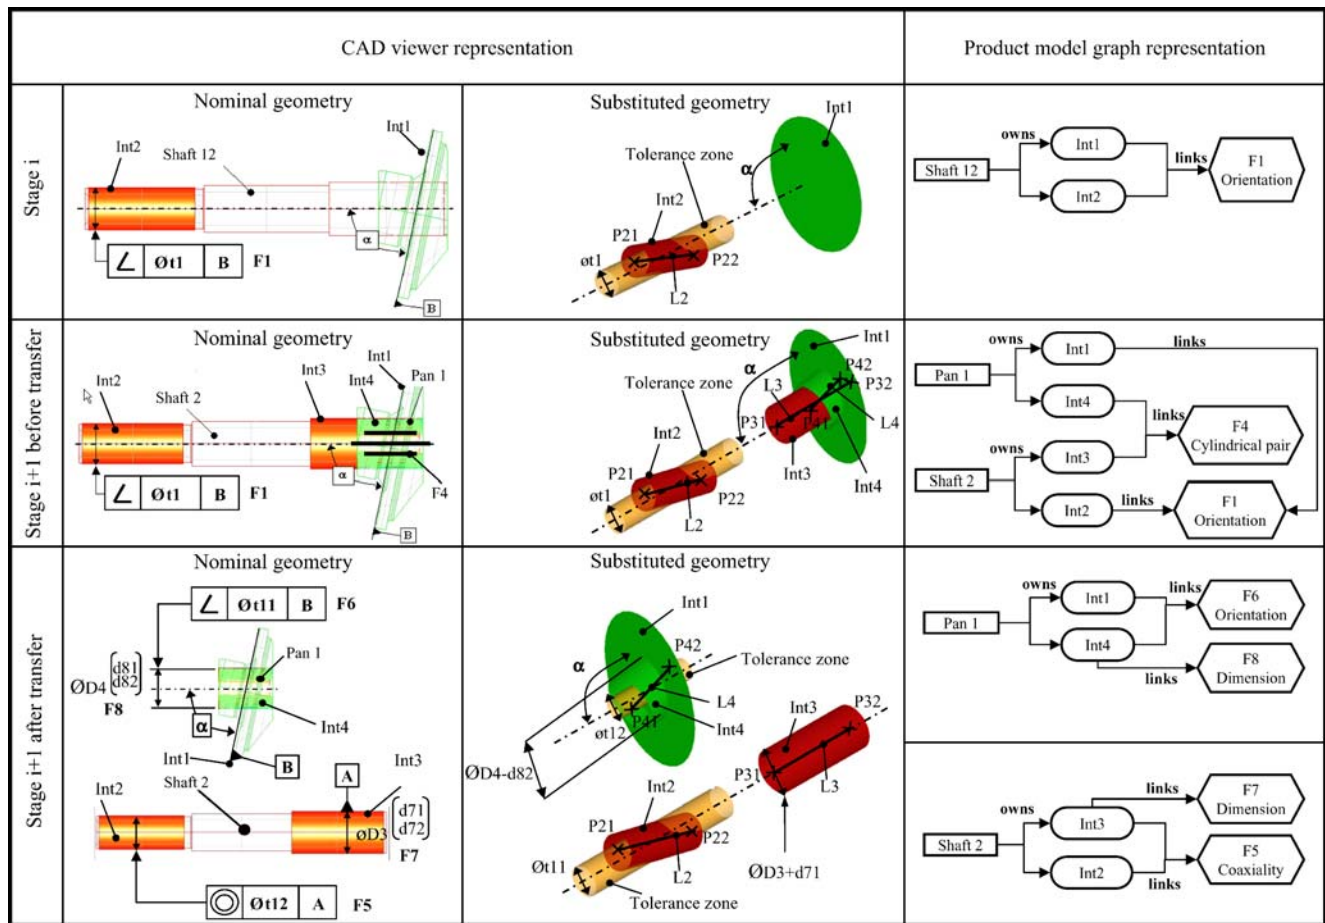 CAD viewer representation
Product model graph representation
Stage i
Nominal geometry
Int1
Int2
Shaft 12
α
∠ Øt1 B F1
B
Substituted geometry
Int1
Tolerance zone
α
Int2
P21
P22
øt1
L2
owns
Int1
links
F1
Orientation
Shaft 12
Int2
Stage i+1 before transfer
Nominal geometry
Int1
Int3
Pan 1
Int2
Int4
Shaft 2
α
F4
∠ Øt1 B F1
B
Substituted geometry
Int1
α
P42
Tolerance zone
L3
P32
P31
P41
L4
Int2
Int3
P21
Int4
øt1
P22
L2
owns
Int1
links
Pan 1
Int4
links
F4
Cylindrical pair
owns
Int3
Shaft 2
Int2
links
F1
Orientation
Stage i+1 after transfer
Nominal geometry
∠ Øt11 B F6
Pan 1
d81
ØD4
d82
F8
α
Int4
Int1
B
Int3
A
Int2
Shaft 2
d71
øD3
d72
F7
◎ Øt12 A F5
Substituted geometry
Int1
P42
α
Tolerance zone
L4
P41
Int4
øt12
Int3
P32
ØD4-d82
P31
L3
Int2
P21
P22
Øt11
L2
ØD3+d71
Tolerance zone
owns
Int1
links
F6
Orientation
Pan 1
Int4
links
F8
Dimension
links
F7
Dimension
owns
Int3
Shaft 2
F5
Coaxiality
Int2
links